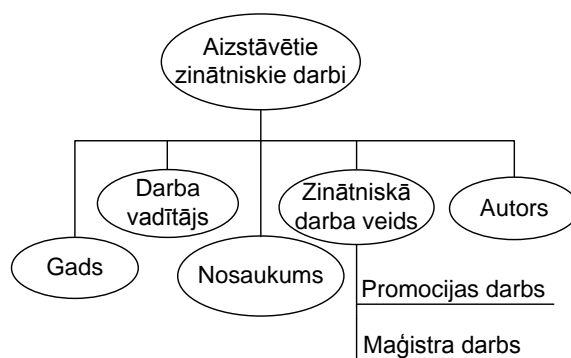 Aizstāvētie
zinātniskie darbi
Darba
vadītājs
Zinātniskā
darba veids
Autors
Gads
Nosaukums
Promocijas darbs
Maģistra darbs